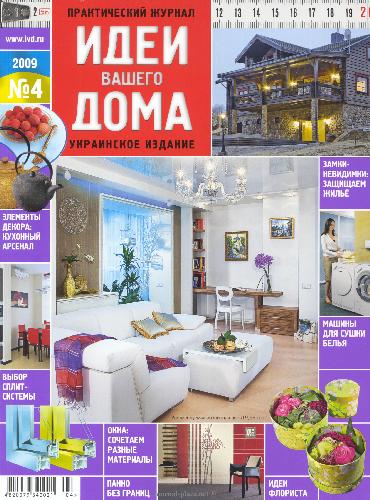 ПРАКТИЧЕСКИЙ ЖУРНАЛ
12 13 14 15 16 17 18 19
www.ivd.ru
2009
№4
ИДЕИ
ВАШЕГО
ДОМА
УКРАИНСКОЕ ИЗДАНИЕ
ЗАМКИ-
НЕВИДИМКИ:
ЗАЩИЩАЕМ
ЖИЛЬЁ
ЭЛЕМЕНТЫ
ДЕКОРА:
КУХОННЫЙ
АРСЕНАЛ
МАШИНЫ
ДЛЯ СУШКИ
БЕЛЬЯ
ВЫБОР
СПЛИТ-
СИСТЕМЫ
ОКНА:
СОЧЕТАЕМ
РАЗНЫЕ
МАТЕРИАЛЫ
ПАННО
БЕЗ ГРАНИЦ
ИДЕИ
ФЛОРИСТА